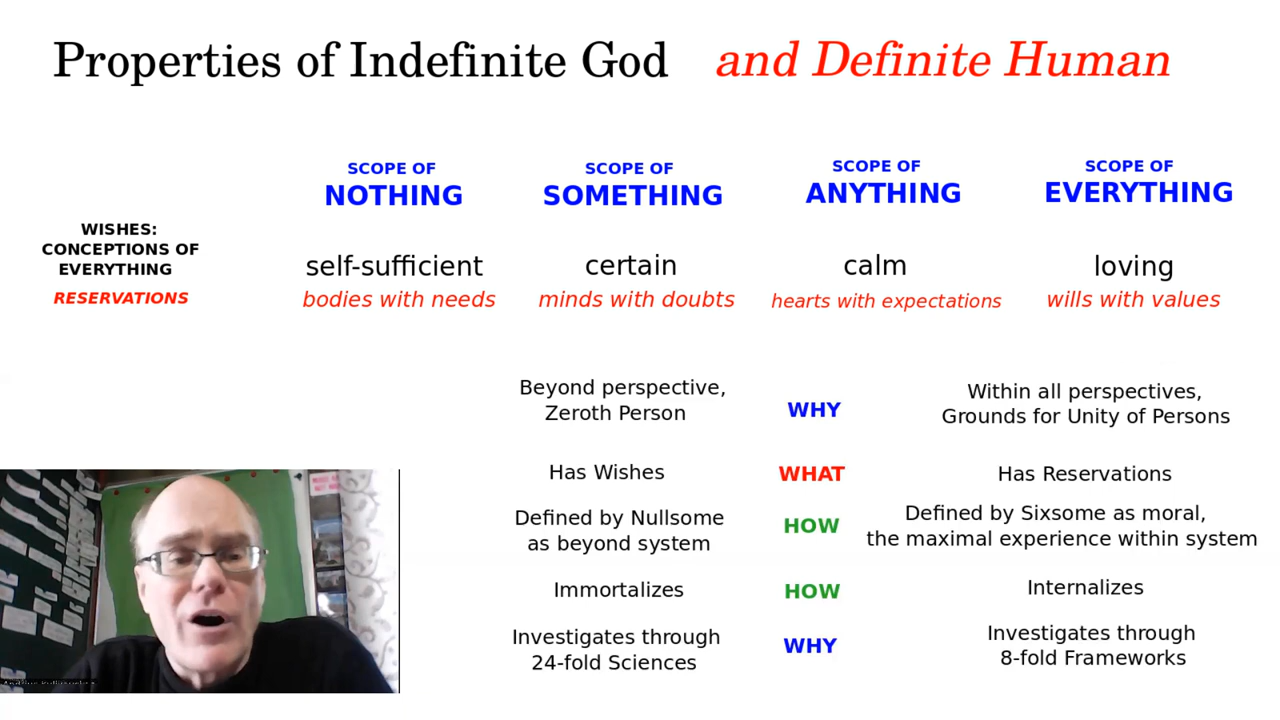 Properties of Indefinite God and Definite Human
SCOPE OF SCOPE OF SCOPE OF SCOPE OF
NOTHING SOMETHING ANYTHING EVERYTHING
WISHES:
CONCEPTIONS OF
EVERYTHING
self-sufficient certain calm loving
RESERVATIONS
bodies with needs minds with doubts hearts with expectations wills with values
Beyond perspective,
Zeroth Person
WHY
Within all perspectives,
Grounds for Unity of Persons
Has Wishes WHAT Has Reservations
Defined by Nullsome
as beyond system
HOW
Defined by Sixsome as moral,
the maximal experience within system
Immortalizes HOW Internalizes
Investigates through
24-fold Sciences
WHY
Investigates through
8-fold Frameworks